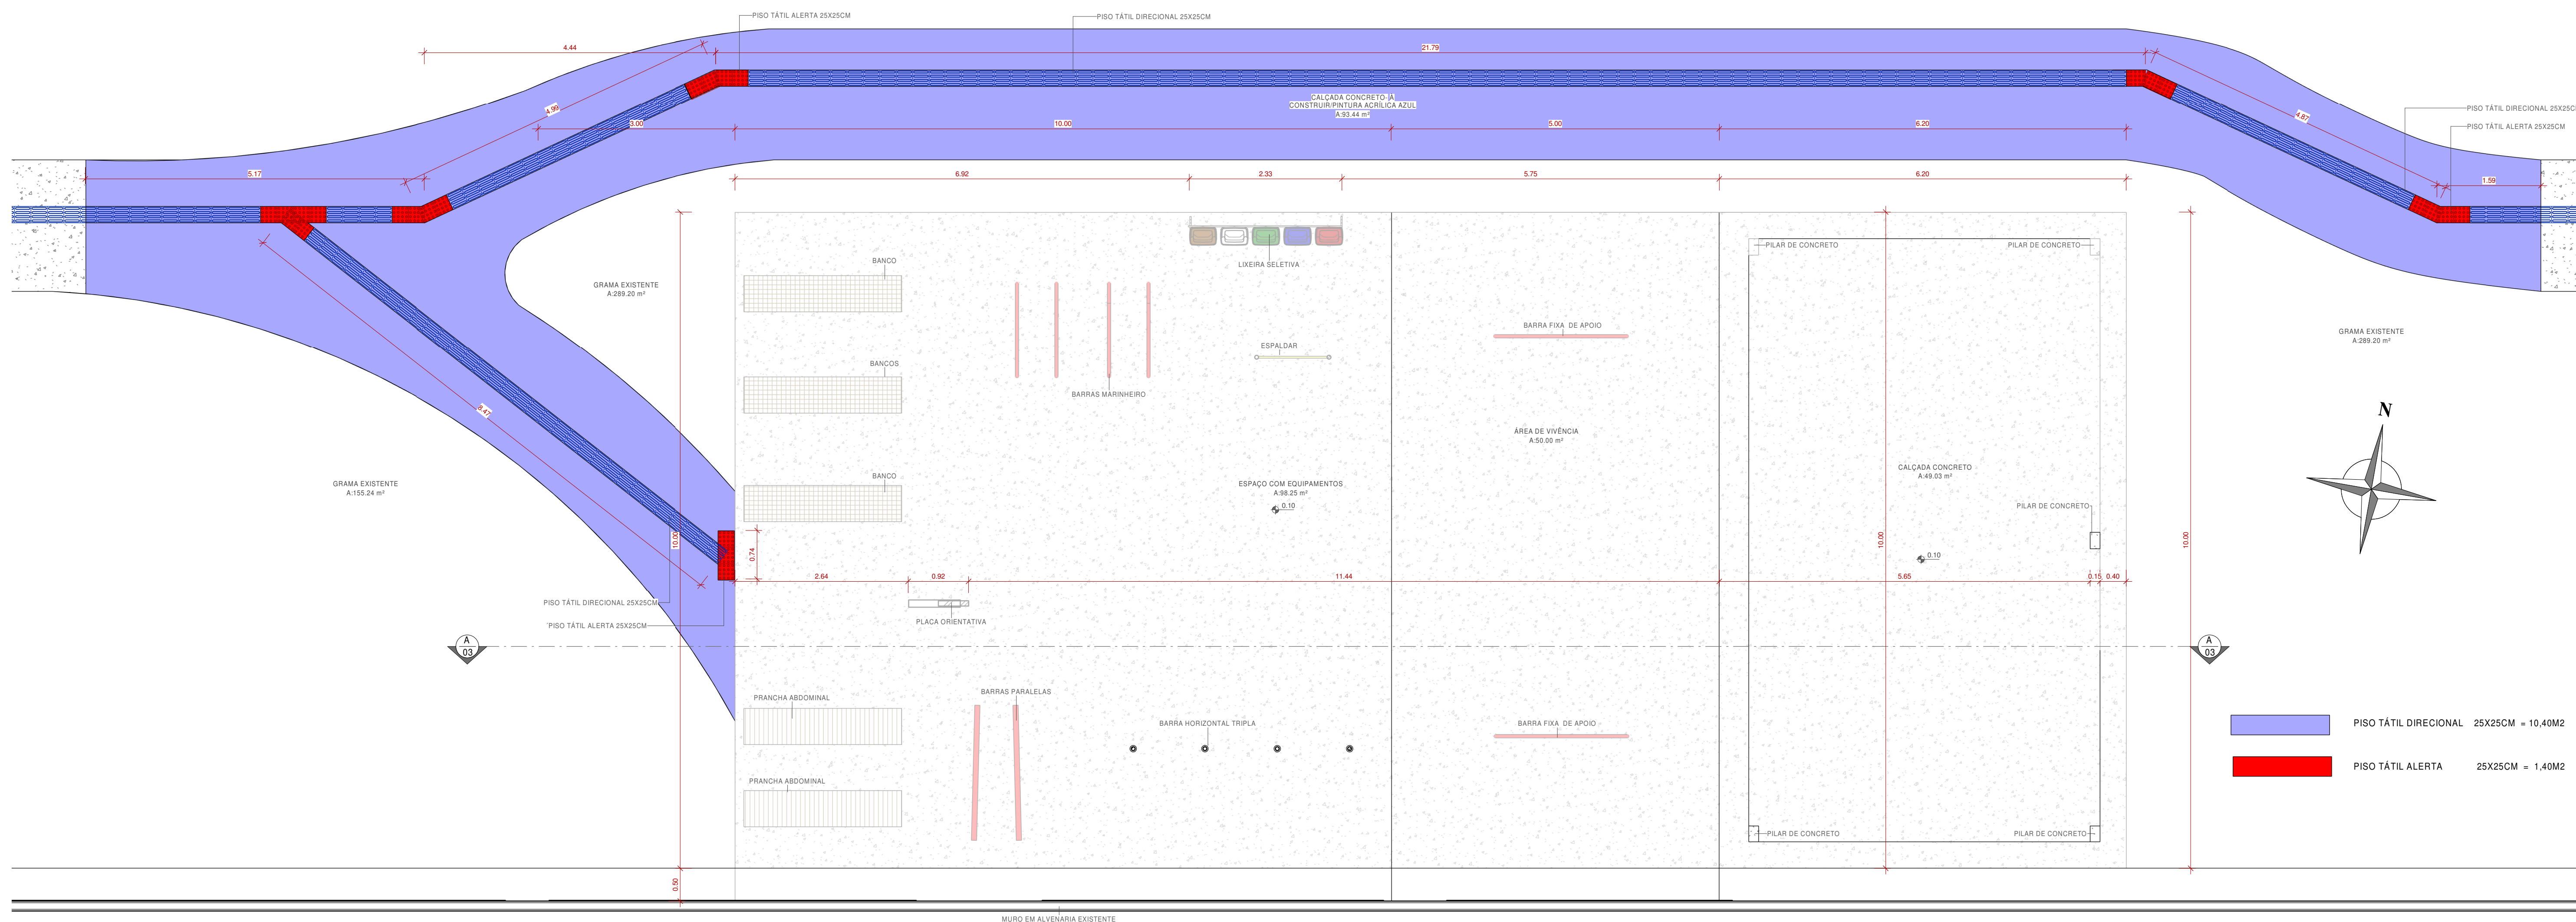 PISO TÁTIL ALERTA 25X25CM
PISO TÁTIL DIRECIONAL 25X25CM
4.44
21.79
4.99
CALÇADA CONCRETO- A
CONSTRUIR/PINTURA ACRÍLICA AZUL
A:93.44 m²
4.87
PISO TÁTIL DIRECIONAL 25X25C
PISO TÁTIL ALERTA 25X25CM
3.00
10.00
5.00
6.20
5.17
6.92
2.33
5.75
6.20
1.59
PILAR DE CONCRETO
PILAR DE CONCRETO
BANCO
LIXEIRA SELETIVA
GRAMA EXISTENTE
A:289.20 m²
BARRA FIXA DE APOIO
GRAMA EXISTENTE
A:289.20 m²
ESPALDAR
BANCOS
BARRAS MARINHEIRO
8.47
N
ÁREA DE VIVÊNCIA
A:50.00 m²
CALÇADA CONCRETO
A:49.03 m²
BANCO
GRAMA EXISTENTE
A:155.24 m²
ESPAÇO COM EQUIPAMENTOS
A:98.25 m²
0.10
PILAR DE CONCRETO
10.00
0.74
10.00
10.00
0.10
2.64
0.92
11.44
5.65
0.15
0.40
PISO TÁTIL DIRECIONAL 25X25CM
PISO TÁTIL ALERTA 25X25CM
PLACA ORIENTATIVA
A
03
A
03
PRANCHA ABDOMINAL
BARRAS PARALELAS
BARRA HORIZONTAL TRIPLA
BARRA FIXA DE APOIO
PISO TÁTIL DIRECIONAL 25X25CM = 10,40M2
PISO TÁTIL ALERTA 25X25CM = 1,40M2
PRANCHA ABDOMINAL
PILAR DE CONCRETO
PILAR DE CONCRETO
0.50
MURO EM ALVENARIA EXISTENTE